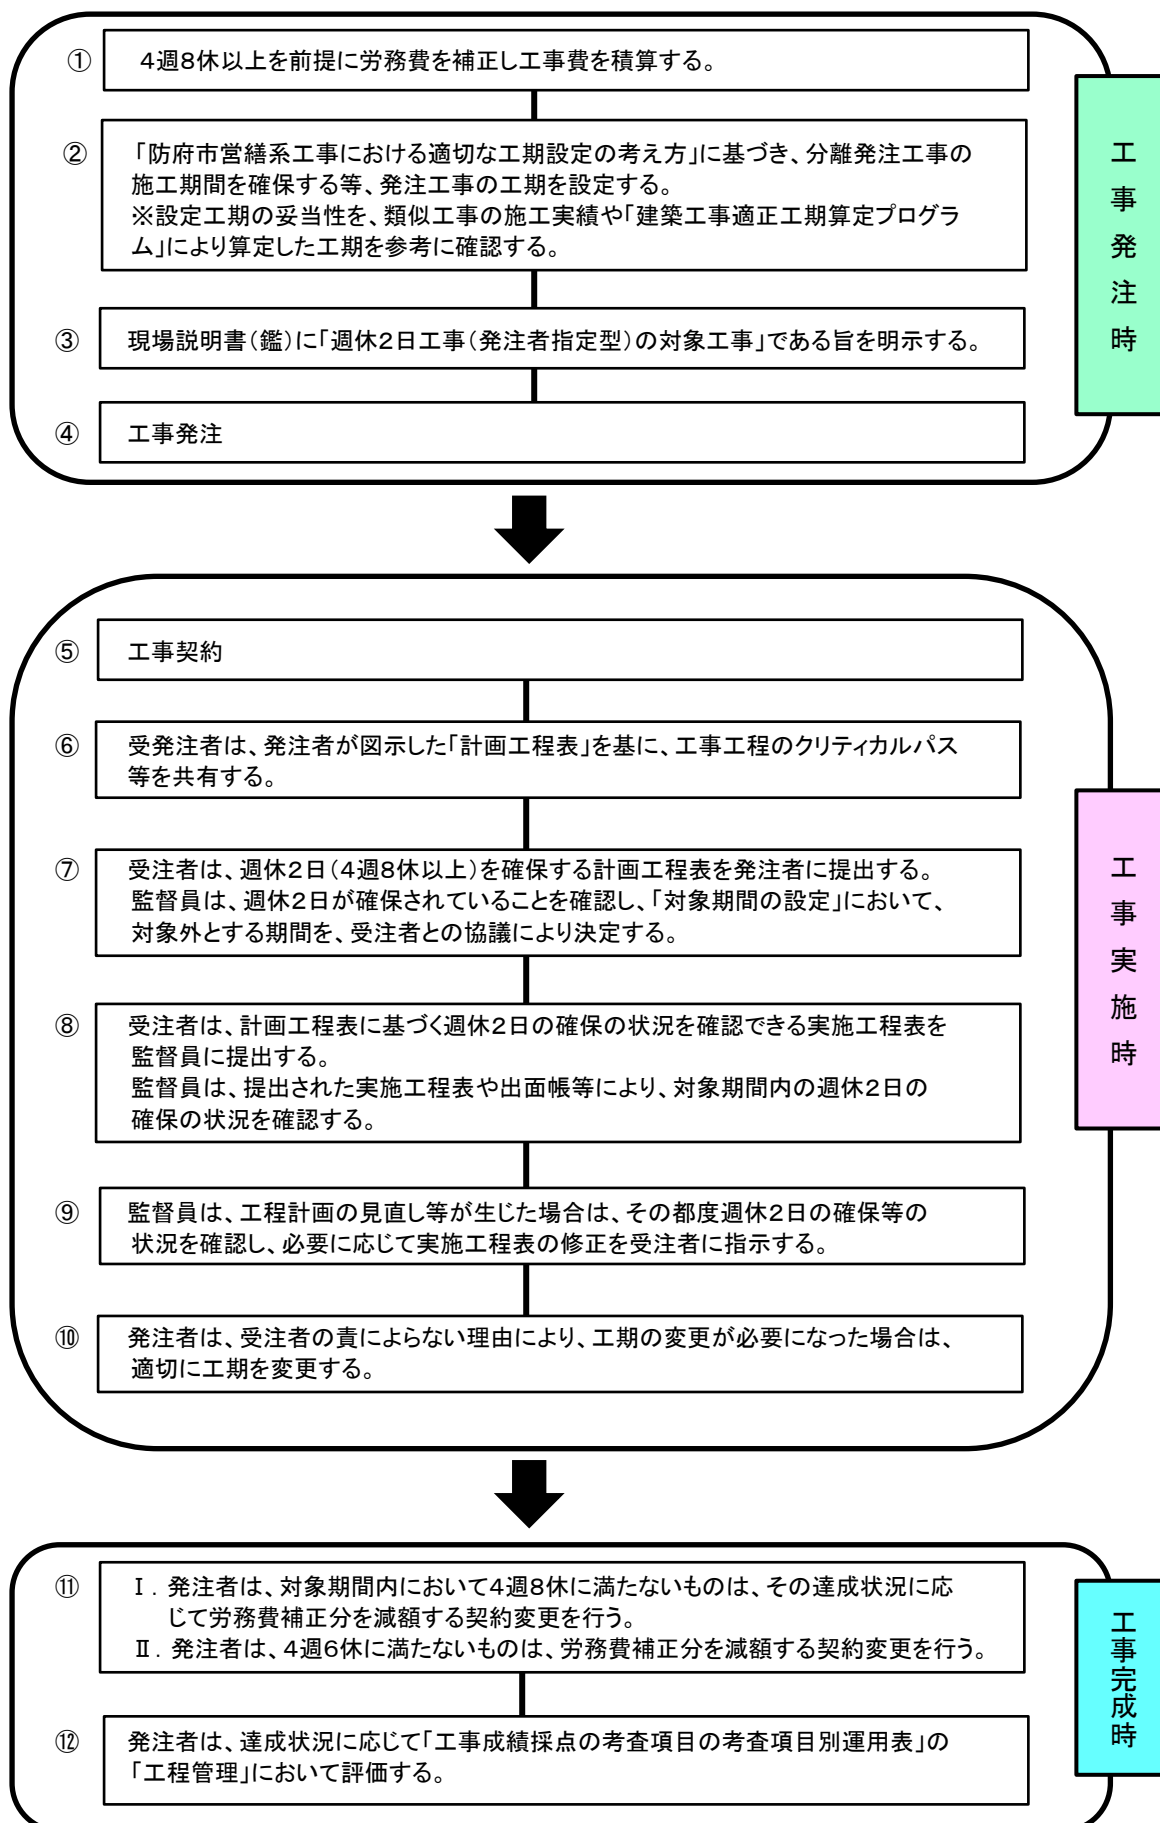 ① 4週8休以上を前提に労務費を補正し工事費を積算する。
② 「防府市営繕系工事における適切な工期設定の考え方」に基づき、分離発注工事の
施工期間を確保する等、発注工事の工期を設定する。
※設定工期の妥当性を、類似工事の施工実績や「建築工事適正工期算定プログラ
ム」により算定した工期を参考に確認する。
③ 現場説明書(鑑)に「週休2日工事(発注者指定型)の対象工事」である旨を明示する。
④ 工事発注
工事発注時
⑤ 工事契約
⑥ 受発注者は、発注者が図示した「計画工程表」を基に、工事工程のクリティカルパス
等を共有する。
⑦ 受注者は、週休2日(4週8休以上)を確保する計画工程表を発注者に提出する。
監督員は、週休2日が確保されていることを確認し、「対象期間の設定」において、
対象外とする期間を、受注者との協議により決定する。
⑧ 受注者は、計画工程表に基づく週休2日の確保の状況を確認できる実施工程表を
監督員に提出する。
監督員は、提出された実施工程表や出面帳等により、対象期間内の週休2日の
確保の状況を確認する。
⑨ 監督員は、工程計画の見直し等が生じた場合は、その都度週休2日の確保等の
状況を確認し、必要に応じて実施工程表の修正を受注者に指示する。
⑩ 発注者は、受注者の責によらない理由により、工期の変更が必要になった場合は、
適切に工期を変更する。
工事実施時
⑪ Ⅰ. 発注者は、対象期間内において4週8休に満たないものは、その達成状況に応
じて労務費補正分を減額する契約変更を行う。
Ⅱ. 発注者は、4週6休に満たないものは、労務費補正分を減額する契約変更を行う。
⑫ 発注者は、達成状況に応じて「工事成績採点の考査項目の考査項目別運用表」の
「工程管理」において評価する。
工事完成時